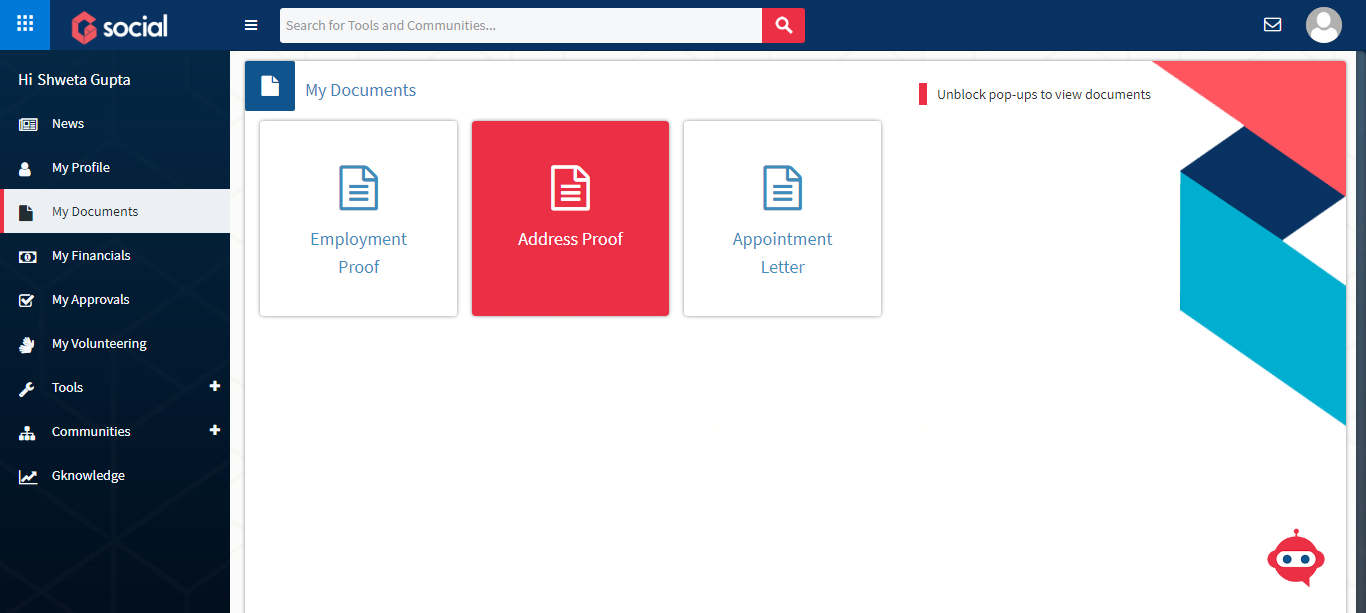 social
Search for Tools and Communities...
Hi Shweta Gupta
News
My Profile
My Documents
My Financials
My Approvals
My Volunteering
Tools
Communities
Gknowledge
My Documents
Unblock pop-ups to view documents
Employment
Proof
Address Proof
Appointment
Letter